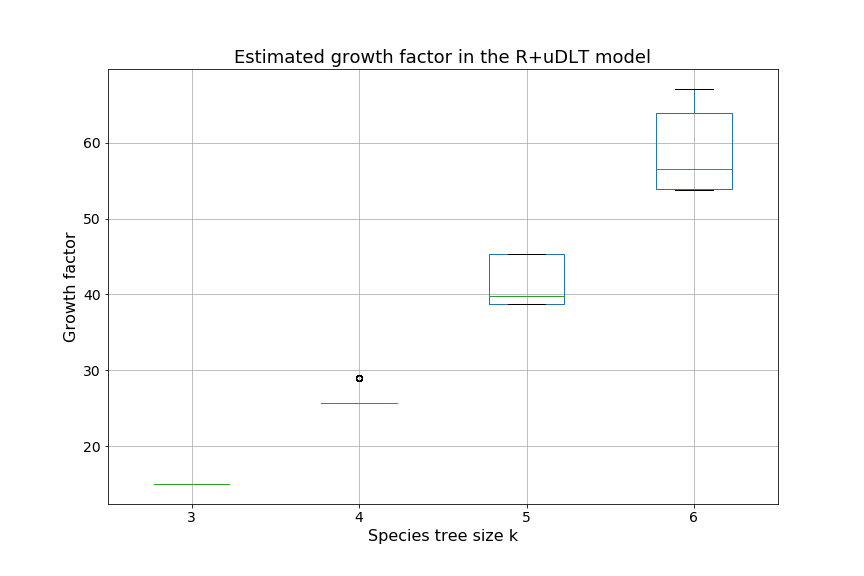 Estimated growth factor in the R+uDLT model
60
50
40
30
20
Growth factor
3 4 5 6
Species tree size k